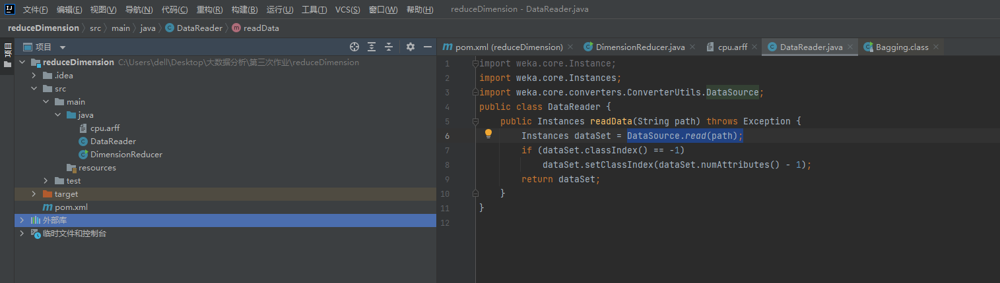 文件(F) 编辑(E) 视图(V) 导航(N) 代码(C) 重构(R) 构建(B) 运行(U) 工具(T) VCS(S) 窗口(W) 帮助(H) reduceDimension - DataReader.java
reduceDimension src main java DataReader readData
项目
项目
reduceDimension C:\Users\dell\Desktop\大数据分析\第三次作业\reduceDimension
.idea
src
main
java
cpu.arff
DataReader
DimensionReducer
resources
test
target
pom.xml
外部库
临时文件和控制台
pom.xml (reduceDimension) DimensionReducer.java cpu.arff DataReader.java Bagging.class
1 import weka.core.Instance;
2 import weka.core.Instances;
3 import weka.core.converters.ConverterUtils.DataSource;
4 public class DataReader {
5 public Instances readData(String path) throws Exception {
6 Instances dataSet = DataSource.read(path);
7 if (dataSet.classIndex() == -1)
8 dataSet.setClassIndex(dataSet.numAttributes() - 1);
9 return dataSet;
10 }
11 }
12